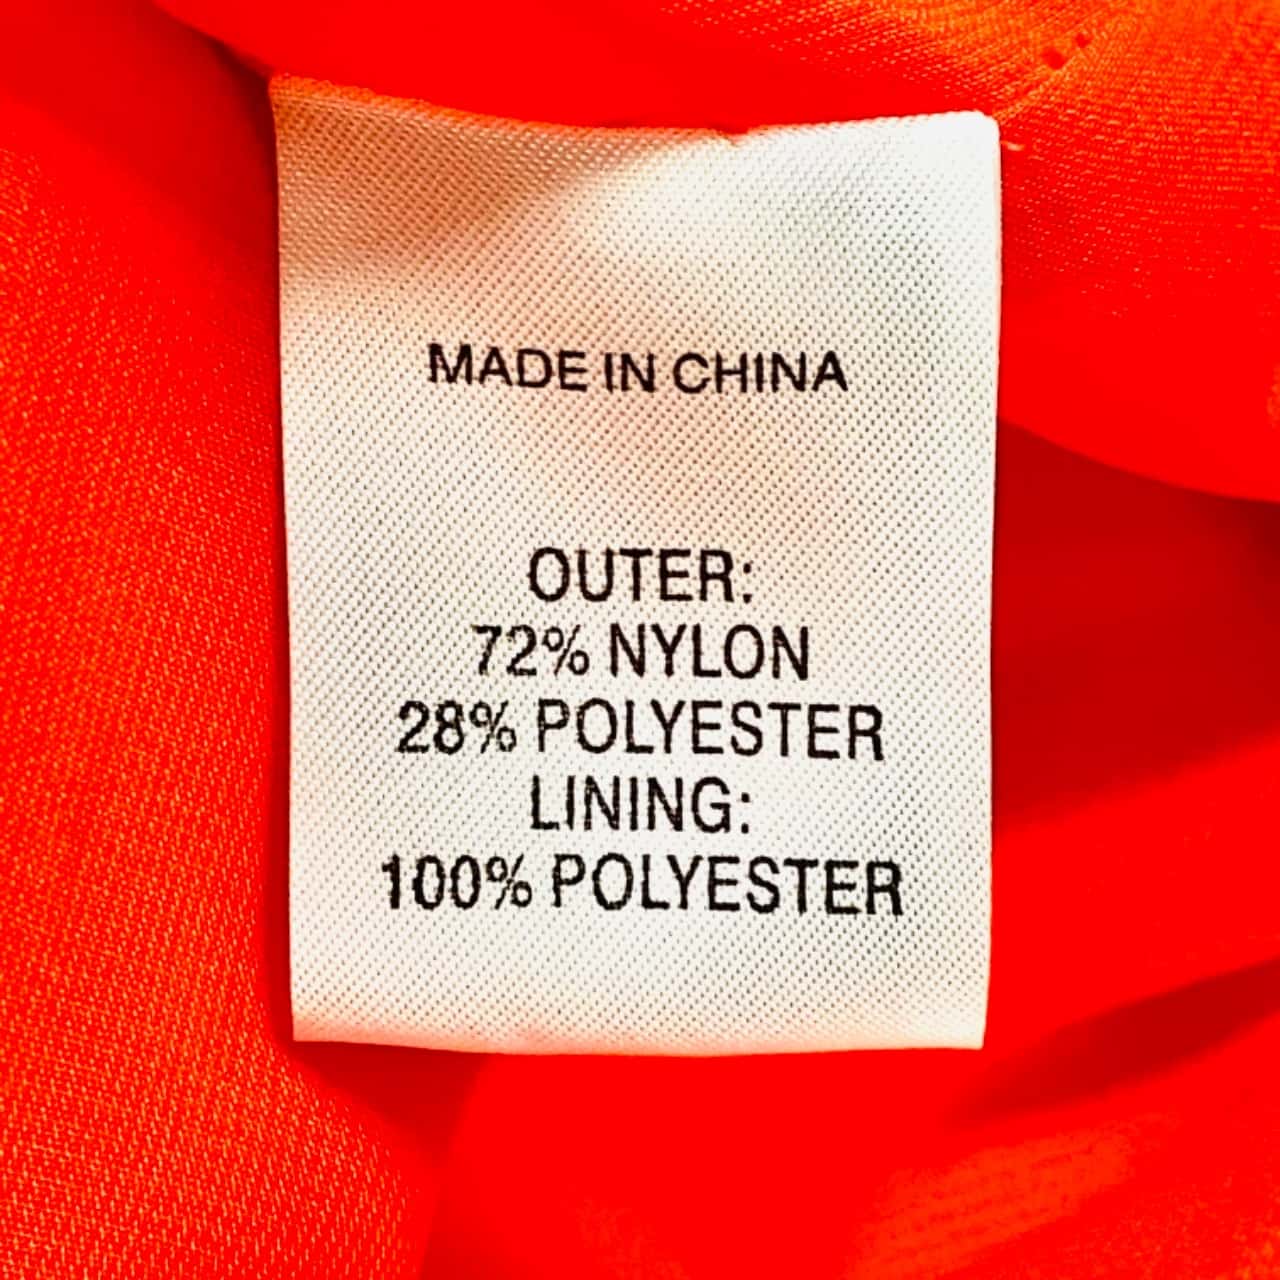 MADE IN CHINA
OUTER:
72% NYLON
28% POLYESTER
LINING:
100% POLYESTER